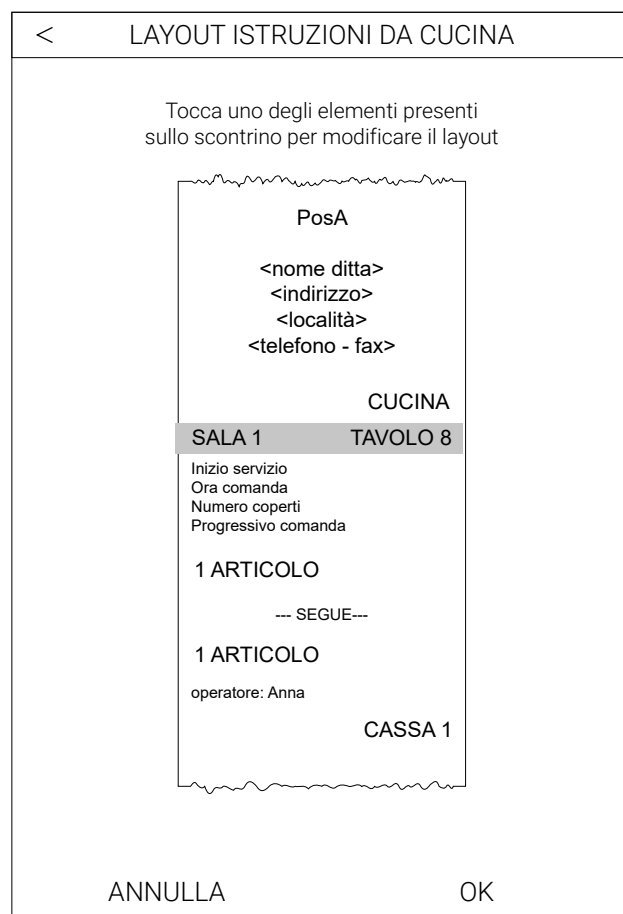 < LAYOUT ISTRUZIONI DA CUCINA
Tocca uno degli elementi presenti
sullo scontrino per modificare il layout
PosA
<nome ditta>
<indirizzo>
<località>
<telefono - fax>
CUCINA
SALA 1 TAVOLO 8
Inizio servizio
Ora comanda
Numero coperti
Progressivo comanda
1 ARTICOLO
--- SEGUE---
1 ARTICOLO
operatore: Anna
CASSA 1
ANNULLA OK